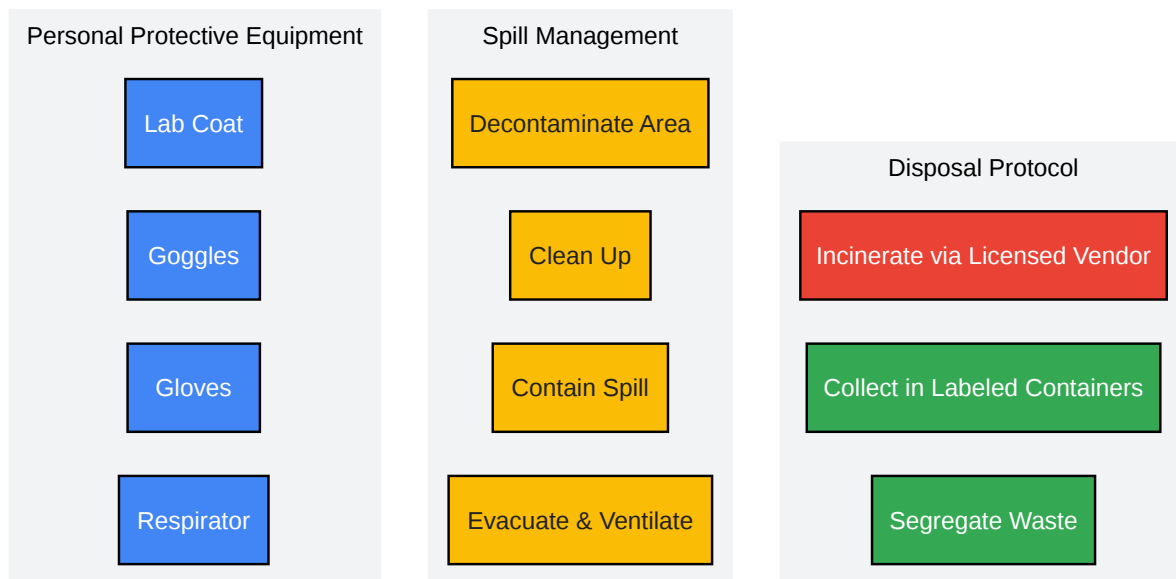 Personal Protective Equipment
Lab Coat
Goggles
Gloves
Respirator
Spill Management
Decontaminate Area
Clean Up
Contain Spill
Evacuate & Ventilate
Disposal Protocol
Incinerate via Licensed Vendor
Collect in Labeled Containers
Segregate Waste